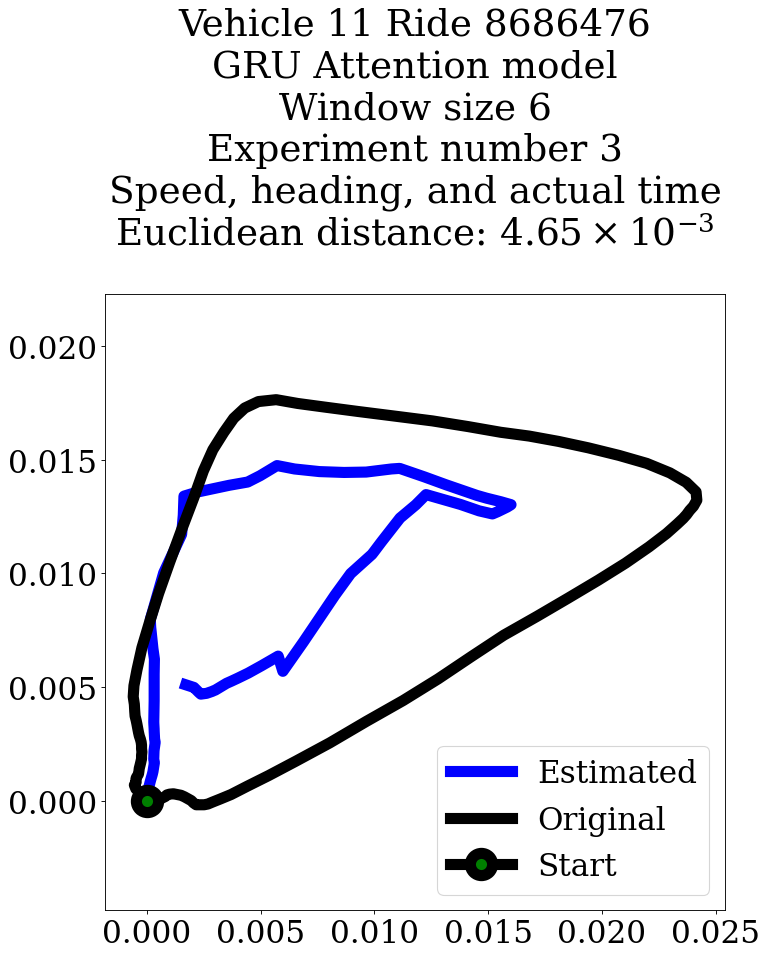 Vehicle 11 Ride 8686476
GRU Attention model
Window size 6
Experiment number 3
Speed, heading, and actual time
Euclidean distance: 4.65 × 10⁻³
0.020
0.015
0.010
0.005
0.000
Estimated
Original
Start
0.000 0.005 0.010 0.015 0.020 0.025